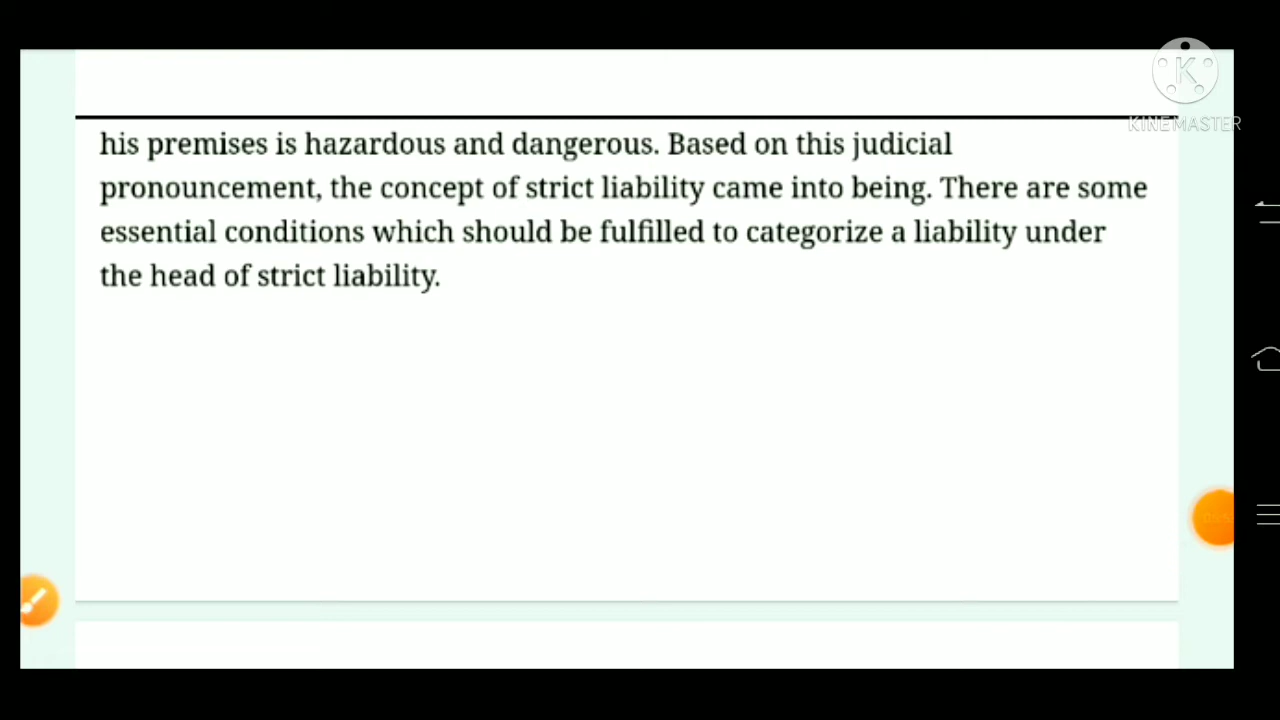 his premises is hazardous and dangerous. Based on this judicial
pronouncement, the concept of strict liability came into being. There are some
essential conditions which should be fulfilled to categorize a liability under
the head of strict liability.
K
KINEMASTER